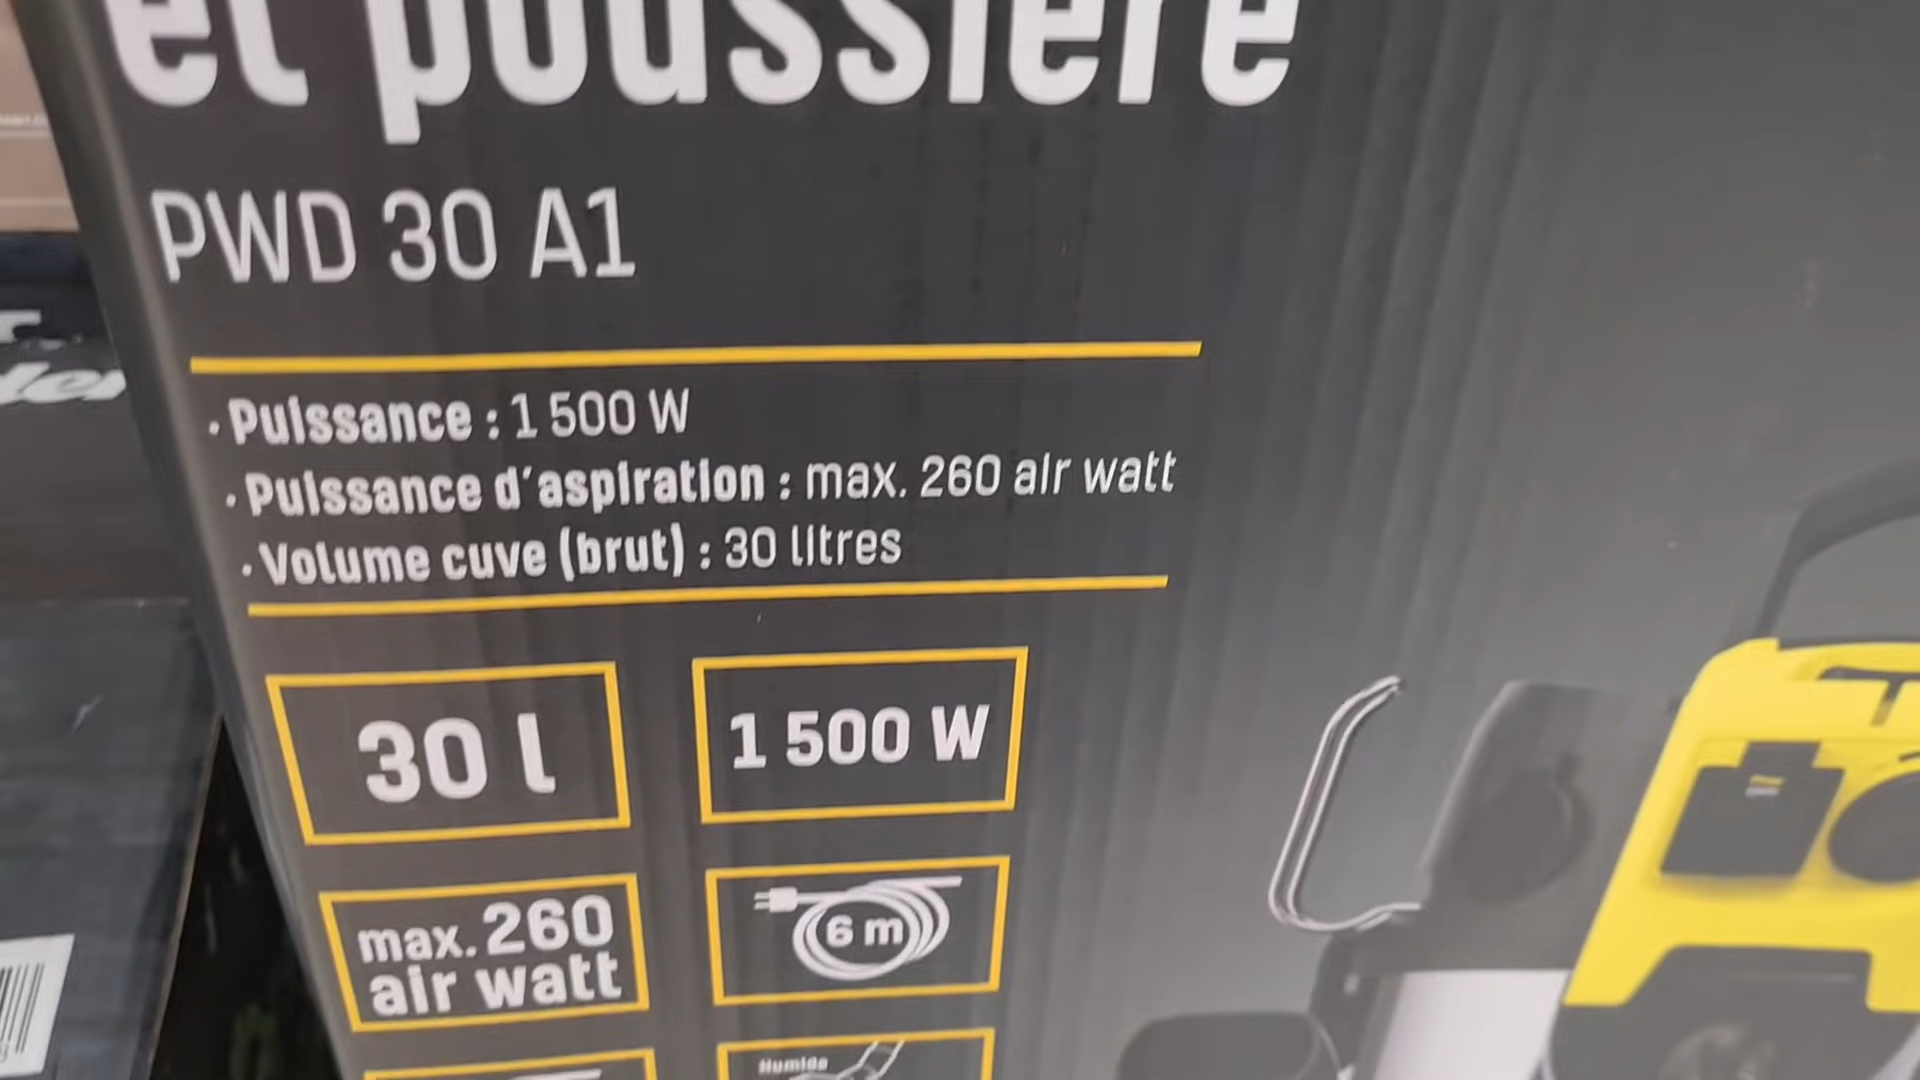 et poussière
PWD 30 A1
· Puissance : 1 500 W
· Puissance d'aspiration : max. 260 air watt
· Volume cuve (brut) : 30 litres
30 l
1 500 W
max. 260
air watt
6 m
Humide